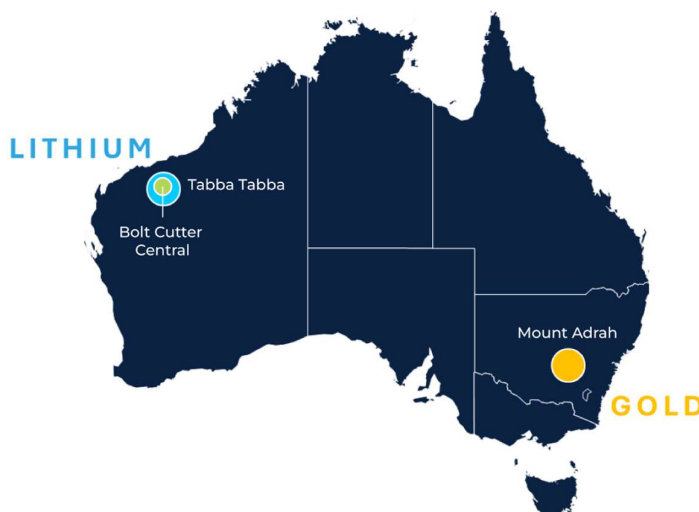 LITHIUM
Tabba Tabba
Bolt Cutter
Central
Mount Adrah
GOLD